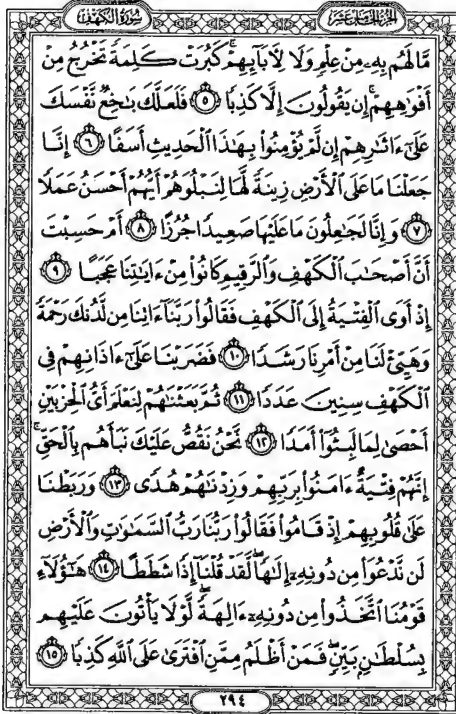 الجزء الخامس عشر سورة الكهف
مَّا لَهُم بِهِۦ مِنْ عِلْمٍ وَلَا لِأَبَآئِهِمْ ۚ كَبُرَتْ كَلِمَةً تَخْرُجُ مِنْ
أَفْوَٰهِهِمْ ۚ إِن يَقُولُونَ إِلَّا كَذِبًا ٥ فَلَعَلَّكَ بَٰخِعٌ نَّفْسَكَ
عَلَىٰٓ ءَاثَٰرِهِمْ إِن لَّمْ يُؤْمِنُوا۟ بِهَٰذَا ٱلْحَدِيثِ أَسَفًا ٦ إِنَّا
جَعَلْنَا مَا عَلَى ٱلْأَرْضِ زِينَةً لَّهَا لِنَبْلُوَهُمْ أَيُّهُمْ أَحْسَنُ عَمَلًا
٧ وَإِنَّا لَجَٰعِلُونَ مَا عَلَيْهَا صَعِيدًا جُرُزًا ٨ أَمْ حَسِبْتَ
أَنَّ أَصْحَٰبَ ٱلْكَهْفِ وَٱلرَّقِيمِ كَانُوا۟ مِنْ ءَايَٰتِنَا عَجَبًا ٩
إِذْ أَوَى ٱلْفِتْيَةُ إِلَى ٱلْكَهْفِ فَقَالُوا۟ رَبَّنَآ ءَاتِنَا مِن لَّدُنكَ رَحْمَةً
وَهَيِّئْ لَنَا مِنْ أَمْرِنَا رَشَدًا ١٠ فَضَرَبْنَا عَلَىٰٓ ءَاذَانِهِمْ فِى
ٱلْكَهْفِ سِنِينَ عَدَدًا ١١ ثُمَّ بَعَثْنَٰهُمْ لِنَعْلَمَ أَىُّ ٱلْحِزْبَيْنِ
أَحْصَىٰ لِمَا لَبِثُوٓا۟ أَمَدًا ١٢ نَّحْنُ نَقُصُّ عَلَيْكَ نَبَأَهُم بِٱلْحَقِّ ۚ
إِنَّهُمْ فِتْيَةٌ ءَامَنُوا۟ بِرَبِّهِمْ وَزِدْنَٰهُمْ هُدًى ١٣ وَرَبَطْنَا
عَلَىٰ قُلُوبِهِمْ إِذْ قَامُوا۟ فَقَالُوا۟ رَبُّنَا رَبُّ ٱلسَّمَٰوَٰتِ وَٱلْأَرْضِ
لَن نَّدْعُوَا۟ مِن دُونِهِۦٓ إِلَٰهًا ۖ لَّقَدْ قُلْنَآ إِذًا شَطَطًا ١٤ هَٰٓؤُلَآءِ
قَوْمُنَا ٱتَّخَذُوا۟ مِن دُونِهِۦٓ ءَالِهَةً ۖ لَّوْلَا يَأْتُونَ عَلَيْهِم
بِسُلْطَٰنٍۭ بَيِّنٍ ۖ فَمَنْ أَظْلَمُ مِمَّنِ ٱفْتَرَىٰ عَلَى ٱللَّهِ كَذِبًا ١٥
٢٩٤